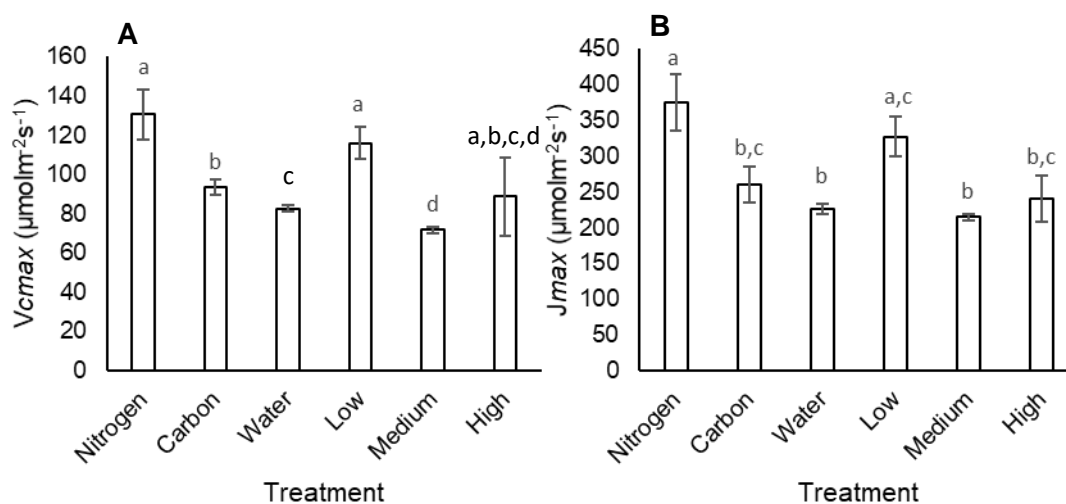 A
Vcmax (µmolm-2s-1)
160
140
120
100
80
60
40
20
0
a
b
c
a
d
a,b,c,d
Nitrogen
Carbon
Water
Low
Medium
High
Treatment
B
Jmax (µmolm-2s-1)
450
400
350
300
250
200
150
100
50
0
a
b,c
b
a,c
b
b,c
Nitrogen
Carbon
Water
Low
Medium
High
Treatment